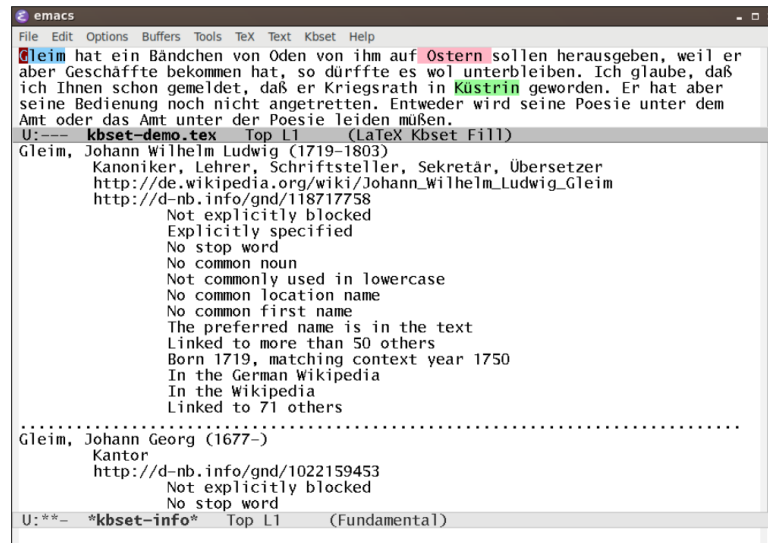 emacs
File Edit Options Buffers Tools TeX Text Kbset Help
Gleim hat ein Bändchen von Oden von ihm auf Ostern sollen herausgeben, weil er
aber Geschäffte bekommen hat, so dürffte es wol unterbleiben. Ich glaube, daß
ich Ihnen schon gemeldet, daß er Kriegsrath in Küstrin geworden. Er hat aber
seine Bedienung noch nicht angetretten. Entweder wird seine Poesie unter dem
Amt oder das Amt unter der Poesie leiden müßen.
U:--- kbset-demo.tex Top L1 (LaTeX Kbset Fill)
Gleim, Johann Wilhelm Ludwig (1719-1803)
Kanoniker, Lehrer, Schriftsteller, Sekretär, Übersetzer
http://de.wikipedia.org/wiki/Johann_Wilhelm_Ludwig_Gleim
http://d-nb.info/gnd/118717758
Not explicitly blocked
Explicitly specified
No stop word
No common noun
Not commonly used in lowercase
No common location name
No common first name
The preferred name is in the text
Linked to more than 50 others
Born 1719, matching context year 1750
In the German Wikipedia
In the Wikipedia
Linked to 71 others
................................................................................
Gleim, Johann Georg (1677-)
Kantor
http://d-nb.info/gnd/1022159453
Not explicitly blocked
No stop word
U:**- *kbset-info* Top L1 (Fundamental)